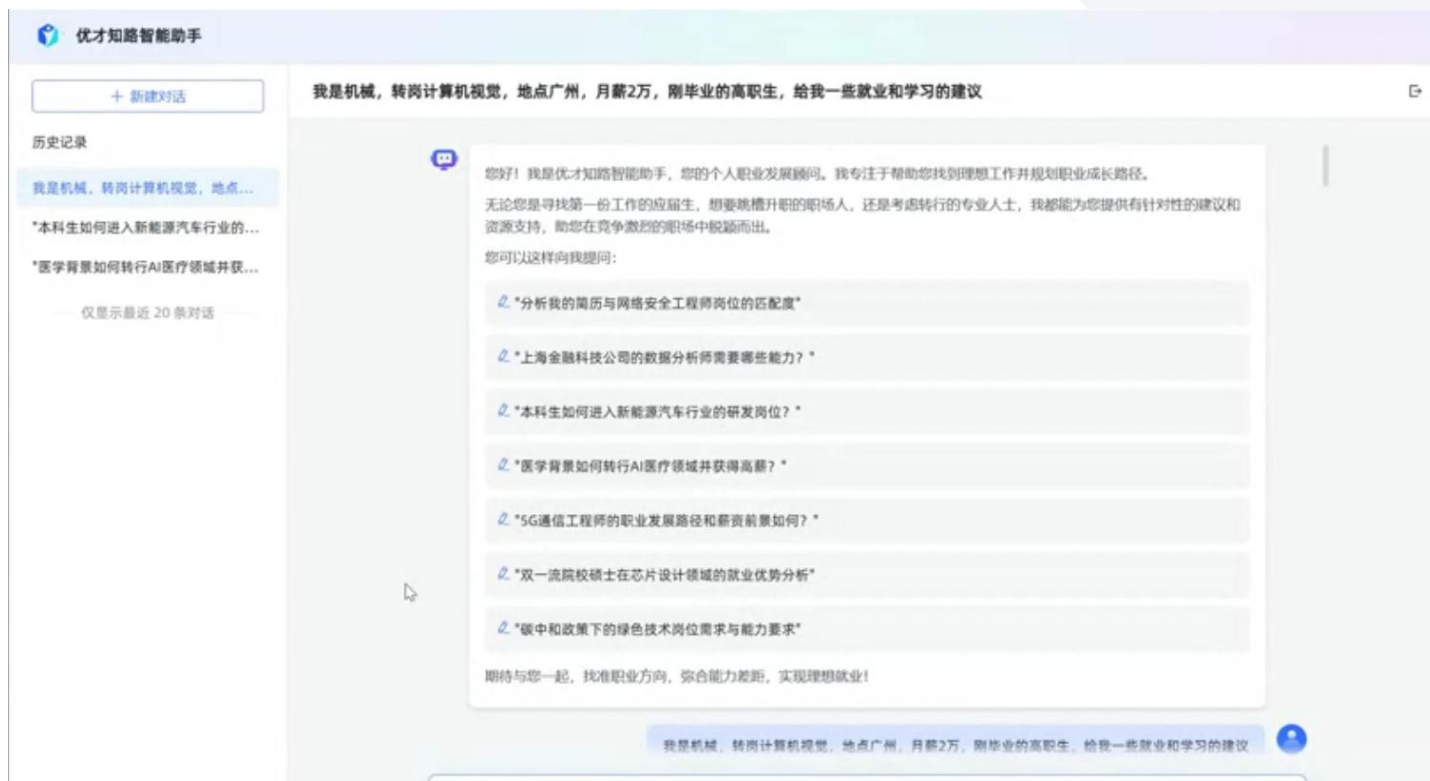 优才知路智能助手
+ 新建对话
历史记录
我是机械，转岗计算机视觉，地点...
"本科生如何进入新能源汽车行业的...
"医学背景如何转行AI医疗领域并获...
仅显示最近 20 条对话
我是机械，转岗计算机视觉，地点广州，月薪2万，刚毕业的高职生，给我一些就业和学习的建议
您好！我是优才知路智能助手，您的个人职业发展顾问。我专注于帮助您找到理想工作并规划职业成长路径。
无论您是寻找第一份工作的应届生，想要跳槽升职的职场人，还是考虑转行的专业人士，我都能为您提供有针对性的建议和
资源支持，助您在竞争激烈的职场中脱颖而出。
您可以这样向我提问：
"分析我的简历与网络安全工程师岗位的匹配度"
"上海金融科技公司的数据分析师需要哪些能力？"
"本科生如何进入新能源汽车行业的研发岗位？"
"医学背景如何转行AI医疗领域并获得高薪？"
"5G通信工程师的职业发展路径和薪资前景如何？"
"双一流院校硕士在芯片设计领域的就业优势分析"
"碳中和政策下的绿色技术岗位需求与能力要求"
期待与您一起，找准职业方向，弥合能力差距，实现理想就业！
我是机械，转岗计算机视觉，地点广州，月薪2万，刚毕业的高职生，给我一些就业和学习的建议